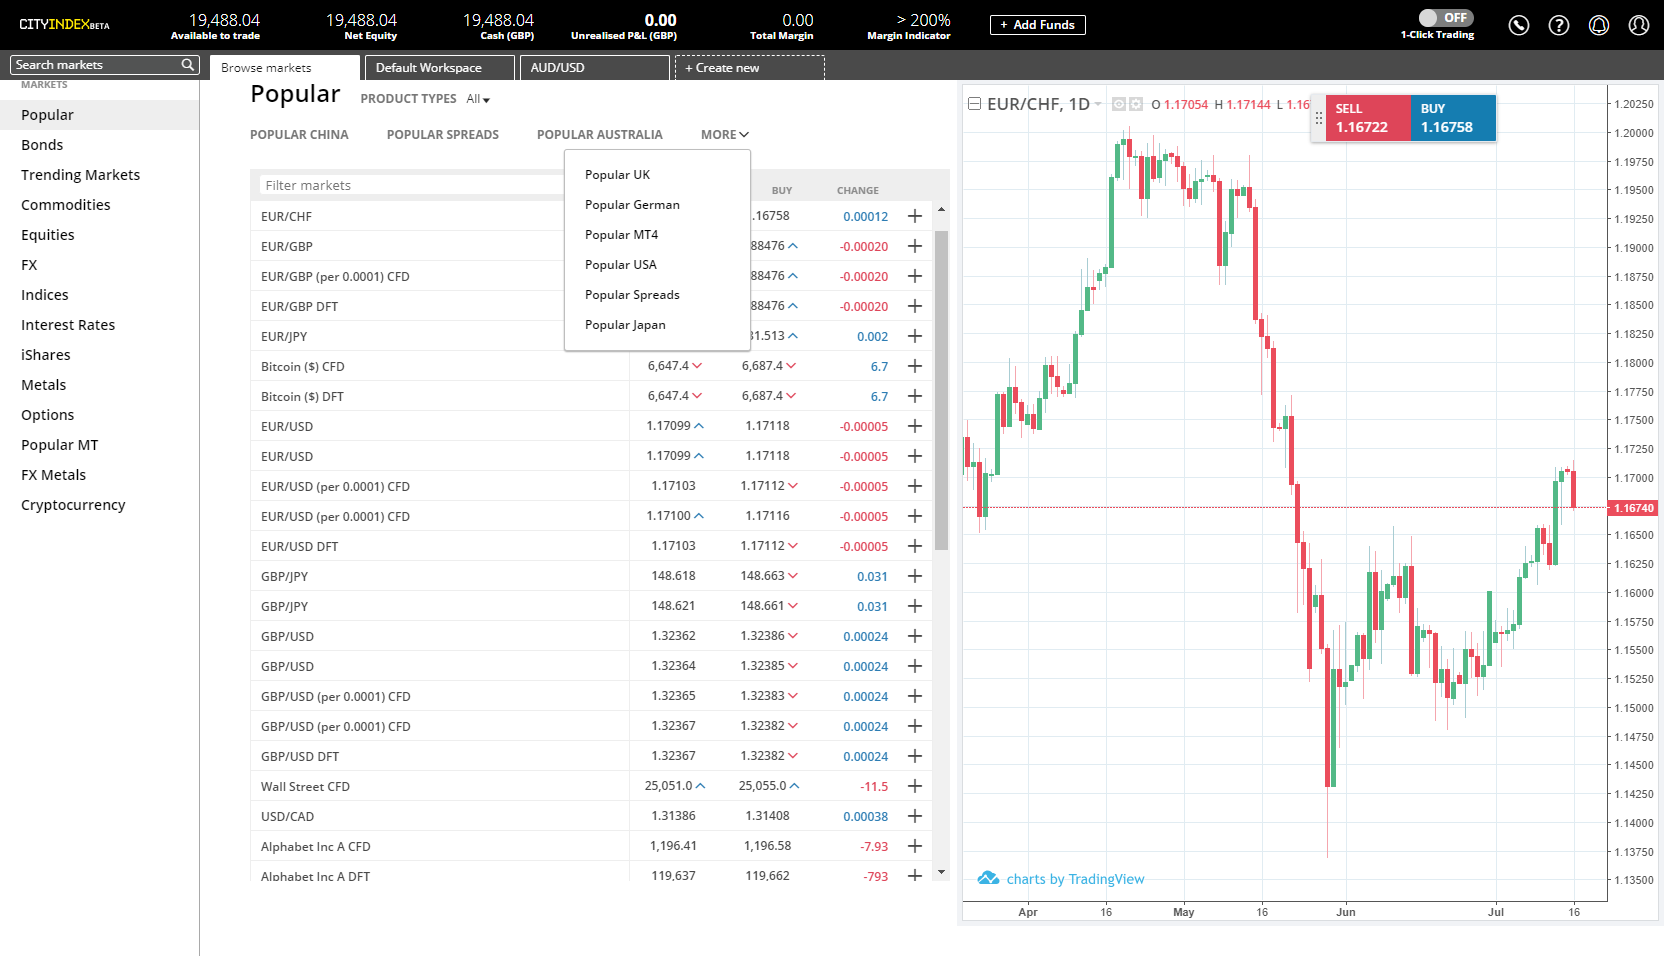 CITYINDEXBETA
19,488.04
Available to trade
19,488.04
Net Equity
19,488.04
Cash (GBP)
0.00
Unrealised P&L (GBP)
0.00
Total Margin
> 200%
Margin Indicator
+ Add Funds
OFF
1-Click Trading
Search markets
Browse markets
Default Workspace
AUD/USD
+ Create new
MARKETS
Popular
Bonds
Trending Markets
Commodities
Equities
FX
Indices
Interest Rates
iShares
Metals
Options
Popular MT
FX Metals
Cryptocurrency
Popular
PRODUCT TYPES All
POPULAR CHINA
POPULAR SPREADS
POPULAR AUSTRALIA
MORE
Popular UK
Popular German
Popular MT4
Popular USA
Popular Spreads
Popular Japan
Filter markets
BUY
CHANGE
EUR/CHF .16758 0.00012
EUR/GBP 88476 -0.00020
EUR/GBP (per 0.0001) CFD 88476 -0.00020
EUR/GBP DFT 88476 -0.00020
EUR/JPY 31.513 0.002
Bitcoin ($) CFD 6,647.4 6,687.4 6.7
Bitcoin ($) DFT 6,647.4 6,687.4 6.7
EUR/USD 1.17099 1.17118 -0.00005
EUR/USD 1.17099 1.17118 -0.00005
EUR/USD (per 0.0001) CFD 1.17103 1.17112 -0.00005
EUR/USD (per 0.0001) CFD 1.17100 1.17116 -0.00005
EUR/USD DFT 1.17103 1.17112 -0.00005
GBP/JPY 148.618 148.663 0.031
GBP/JPY 148.621 148.661 0.031
GBP/USD 1.32362 1.32386 0.00024
GBP/USD 1.32364 1.32385 0.00024
GBP/USD (per 0.0001) CFD 1.32365 1.32383 0.00024
GBP/USD (per 0.0001) CFD 1.32367 1.32382 0.00024
GBP/USD DFT 1.32367 1.32382 0.00024
Wall Street CFD 25,051.0 25,055.0 -11.5
USD/CAD 1.31386 1.31408 0.00038
Alphabet Inc A CFD 1,196.41 1,196.58 -7.93
Alphabet Inc A DFT 119,637 119,662 -793
EUR/CHF, 1D
O 1.17054 H 1.17144 L 1.16
SELL
1.16722
BUY
1.16758
1.20250
1.20000
1.19750
1.19500
1.19250
1.19000
1.18750
1.18500
1.18250
1.18000
1.17750
1.17500
1.17250
1.17000
1.16740
1.16500
1.16250
1.16000
1.15750
1.15500
1.15250
1.15000
1.14750
1.14500
1.14250
1.14000
1.13750
1.13500
charts by TradingView
Apr 16 May 16 Jun Jul 16